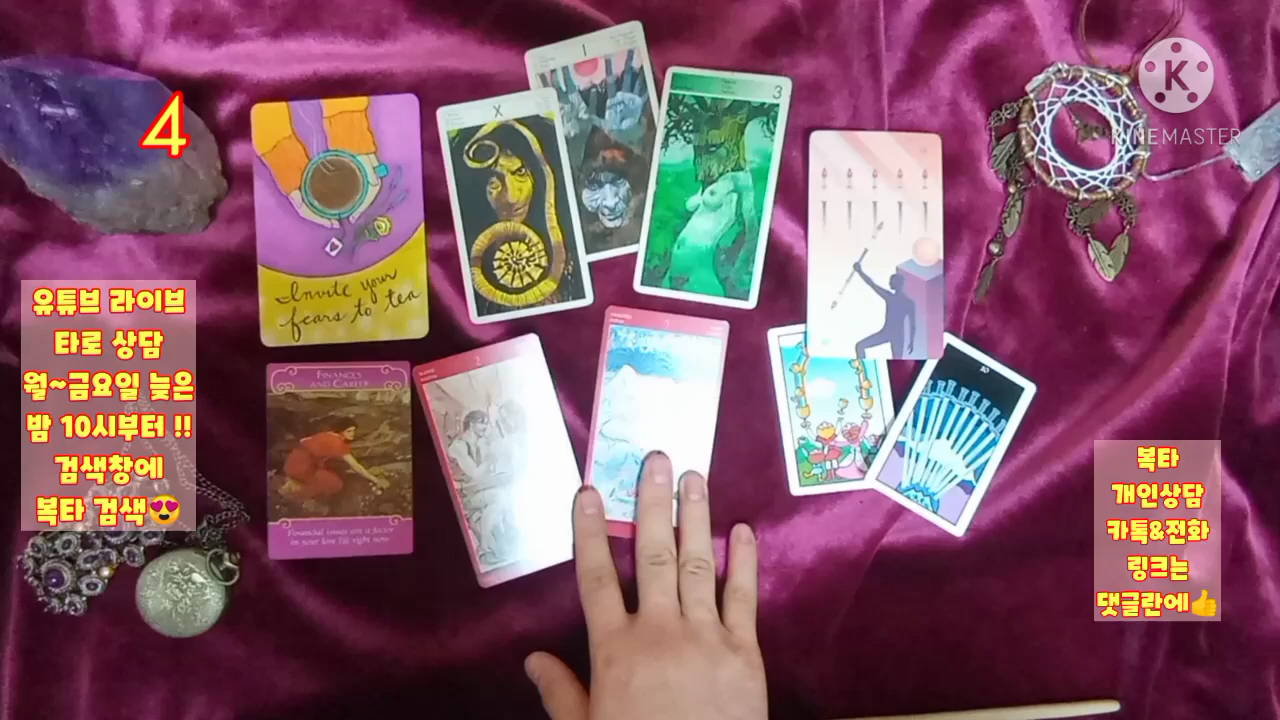 4
유튜브 라이브
타로 상담
월~금요일 늦은
밤 10시부터 !!
검색창에
복타 검색😍
Invite your
fears to tea
FINANCES
AND CAREER
Financial issues are a factor
in your love life right now
X
I
3
10
K
KINEMASTER
복타
개인상담
카톡&전화
링크는
댓글란에👍